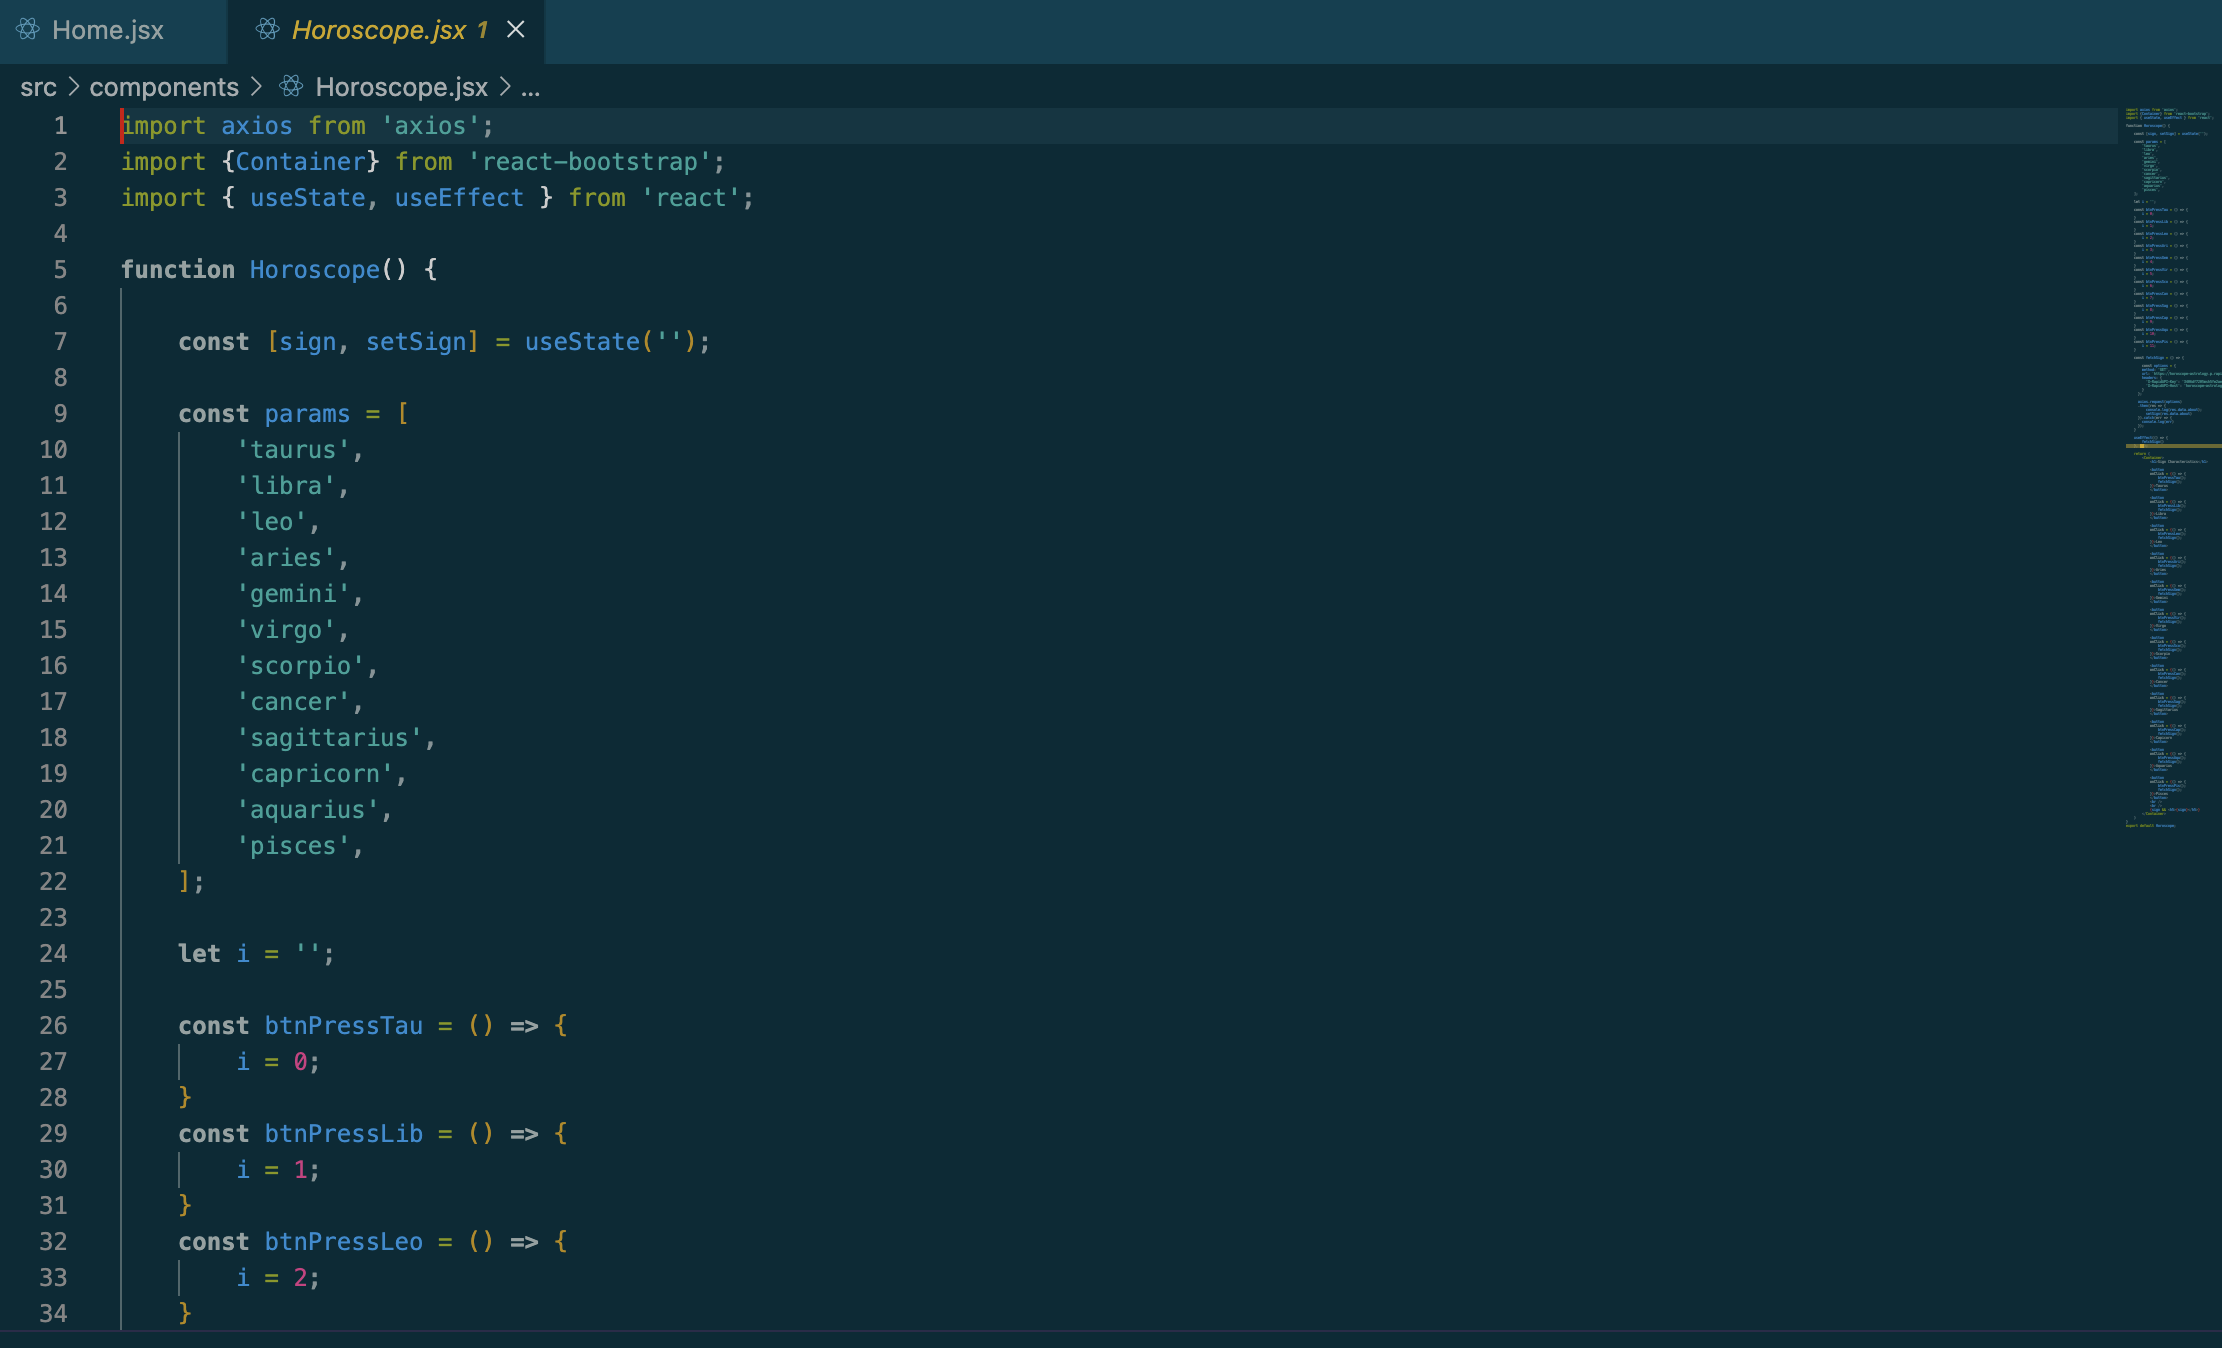 Home.jsx
Horoscope.jsx 1
src > components > Horoscope.jsx > ...
1 import axios from 'axios';
2 import {Container} from 'react-bootstrap';
3 import { useState, useEffect } from 'react';
4
5 function Horoscope() {
6
7 const [sign, setSign] = useState('');
8
9 const params = [
10 'taurus',
11 'libra',
12 'leo',
13 'aries',
14 'gemini',
15 'virgo',
16 'scorpio',
17 'cancer',
18 'sagittarius',
19 'capricorn',
20 'aquarius',
21 'pisces',
22 ];
23
24 let i = '';
25
26 const btnPressTau = () => {
27 i = 0;
28 }
29 const btnPressLib = () => {
30 i = 1;
31 }
32 const btnPressLeo = () => {
33 i = 2;
34 }